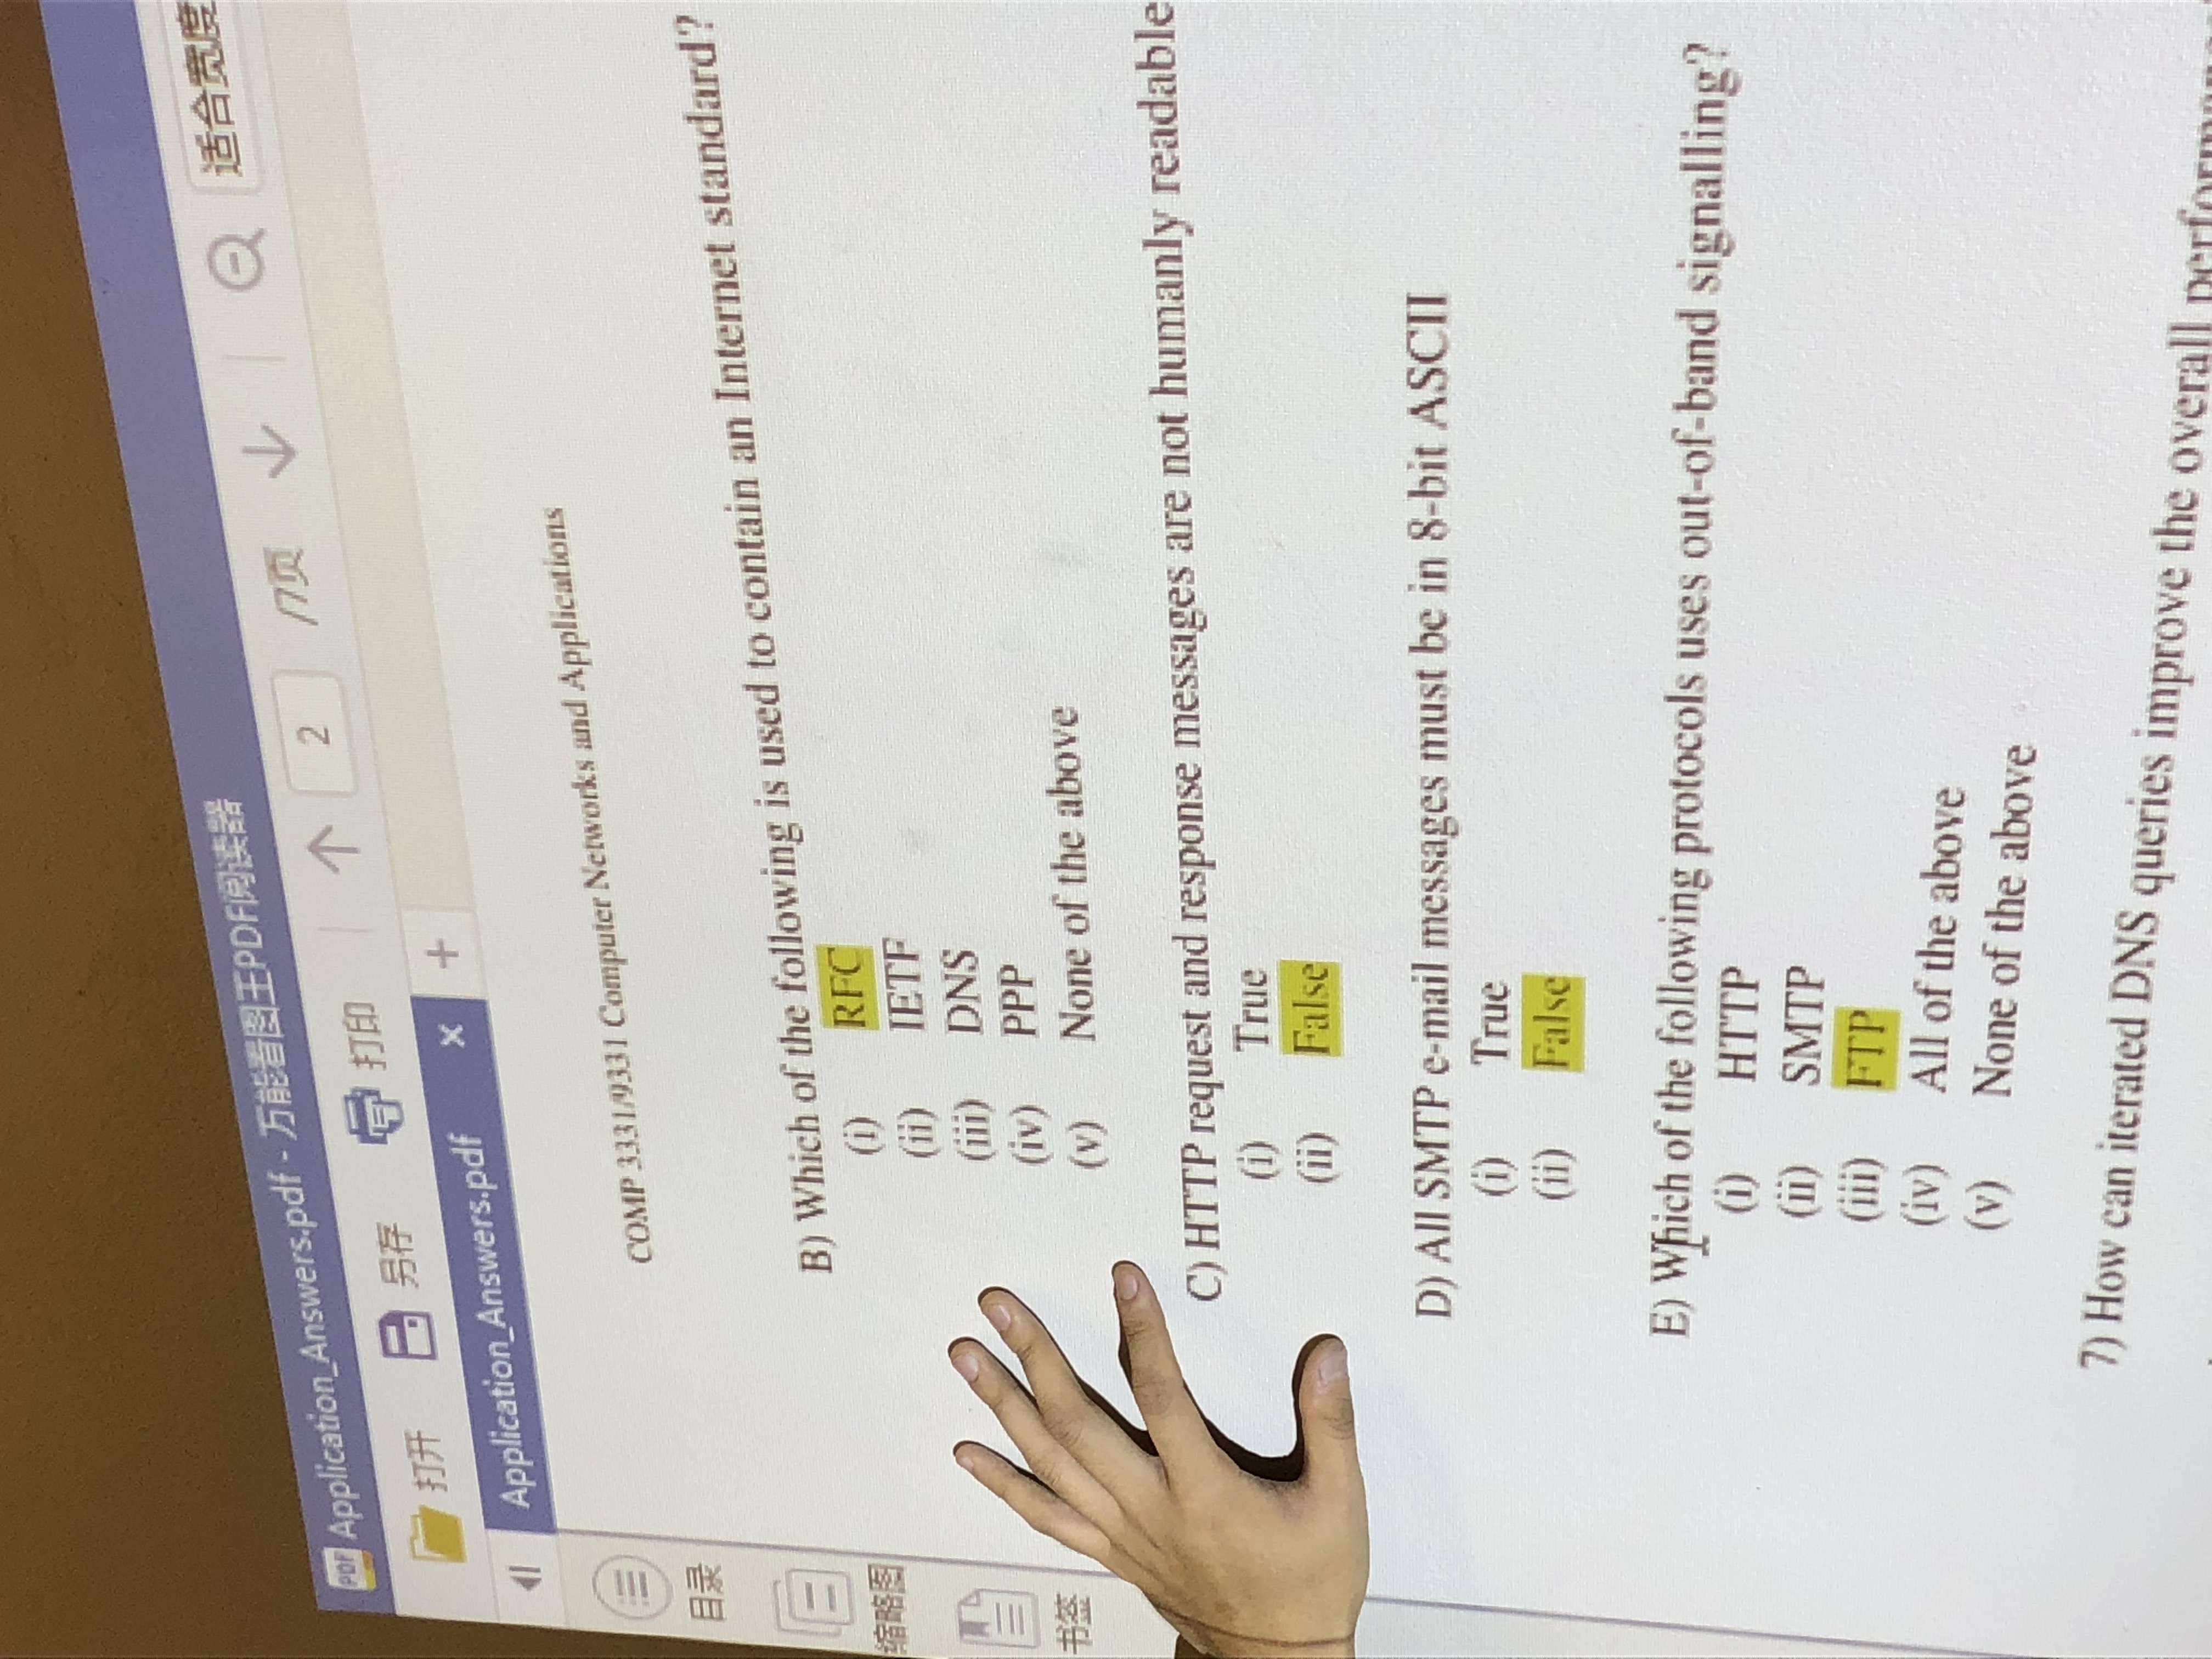 Application_Answers.pdf - 万能看图王PDF阅读器
打开 另存 打印 2 /7页 适合宽度
Application_Answers.pdf x +
目录
缩略图
书签
COMP 3331/9331 Computer Networks and Applications
B) Which of the following is used to contain an Internet standard?
(i) RFC
(ii) IETF
(iii) DNS
(iv) PPP
(v) None of the above
C) HTTP request and response messages are not humanly readable
(i) True
(ii) False
D) All SMTP e-mail messages must be in 8-bit ASCII
(i) True
(ii) False
E) Which of the following protocols uses out-of-band signalling?
(i) HTTP
(ii) SMTP
(iii) FTP
(iv) All of the above
(v) None of the above
7) How can iterated DNS queries improve the overall